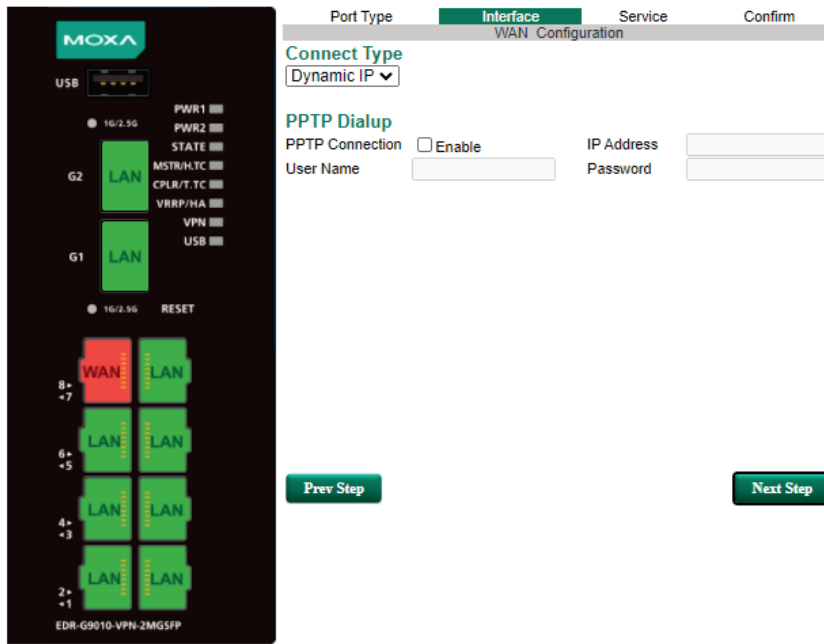 MOXA
USB
1G/2.5G
PWR1
PWR2
STATE
MSTR/H.TC
CPLR/T.TC
VRRP/HA
VPN
USB
G2
LAN
G1
LAN
1G/2.5G
RESET
WAN
LAN
8▸
◂7
LAN
LAN
6▸
◂5
LAN
LAN
4▸
◂3
LAN
LAN
2▸
◂1
EDR-G9010-VPN-2MGSFP
Port Type Interface Service Confirm
WAN Configuration
Connect Type
Dynamic IP
PPTP Dialup
PPTP Connection Enable IP Address
User Name Password
Prev Step Next Step